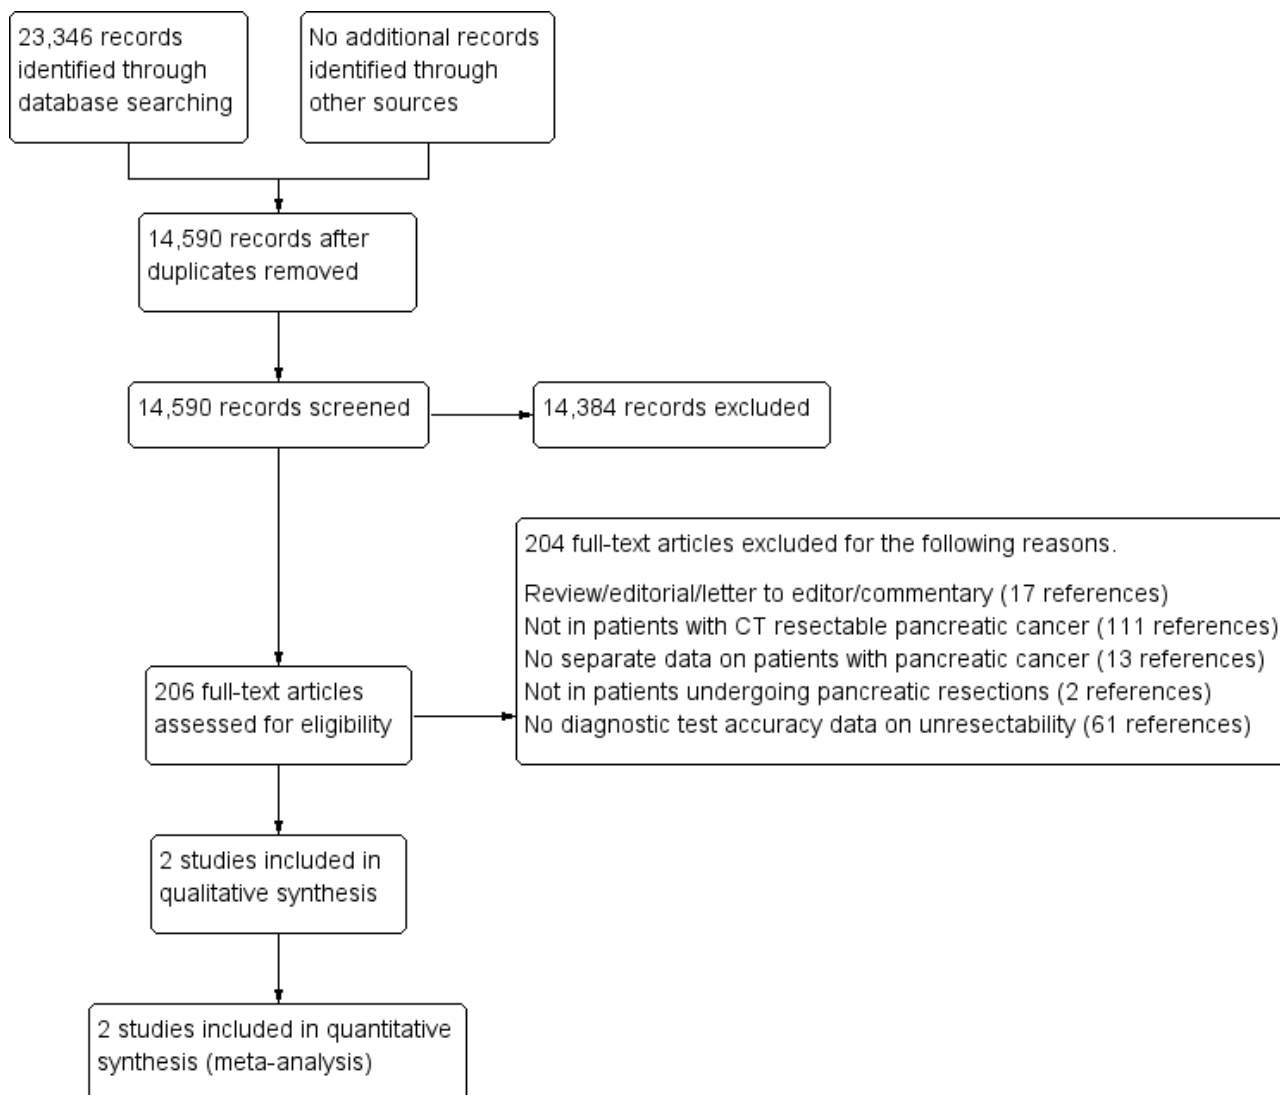 23,346 records
identified through
database searching
No additional records
identified through
other sources
14,590 records after
duplicates removed
14,590 records screened
14,384 records excluded
204 full-text articles excluded for the following reasons.
Review/editorial/letter to editor/commentary (17 references)
Not in patients with CT resectable pancreatic cancer (111 references)
No separate data on patients with pancreatic cancer (13 references)
Not in patients undergoing pancreatic resections (2 references)
No diagnostic test accuracy data on unresectability (61 references)
206 full-text articles
assessed for eligibility
2 studies included in
qualitative synthesis
2 studies included in quantitative
synthesis (meta-analysis)